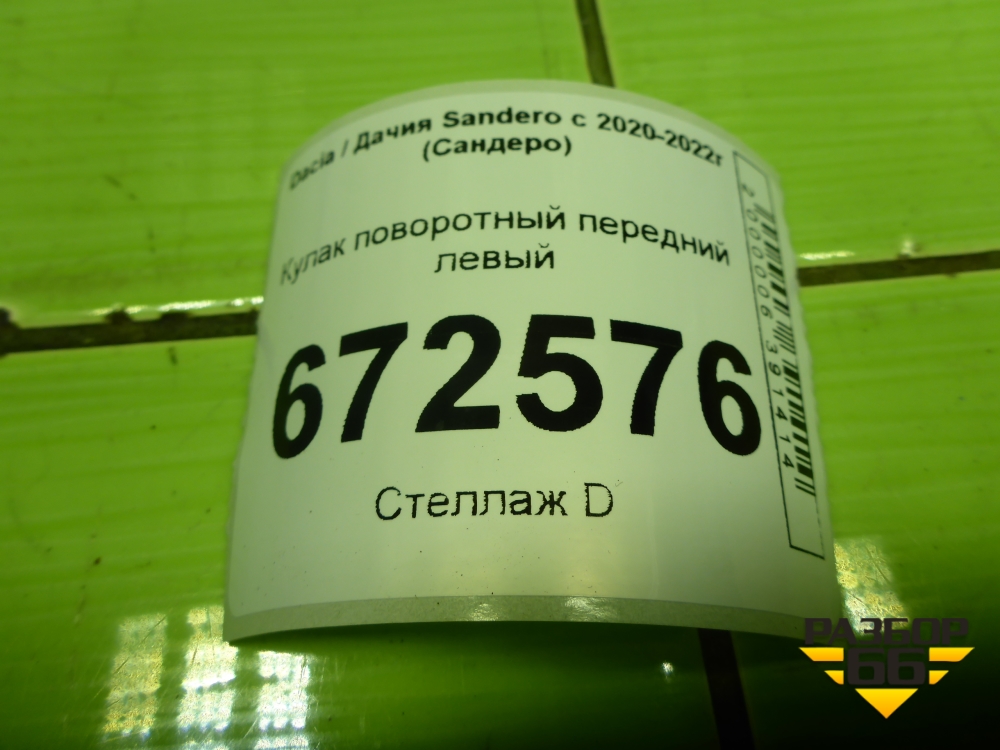 Dacia / Дачия Sandero с 2020-2022г
(Сандеро)
Кулак поворотный передний
левый
672576
Стеллаж D
2000006391414
РАЗБОР
66